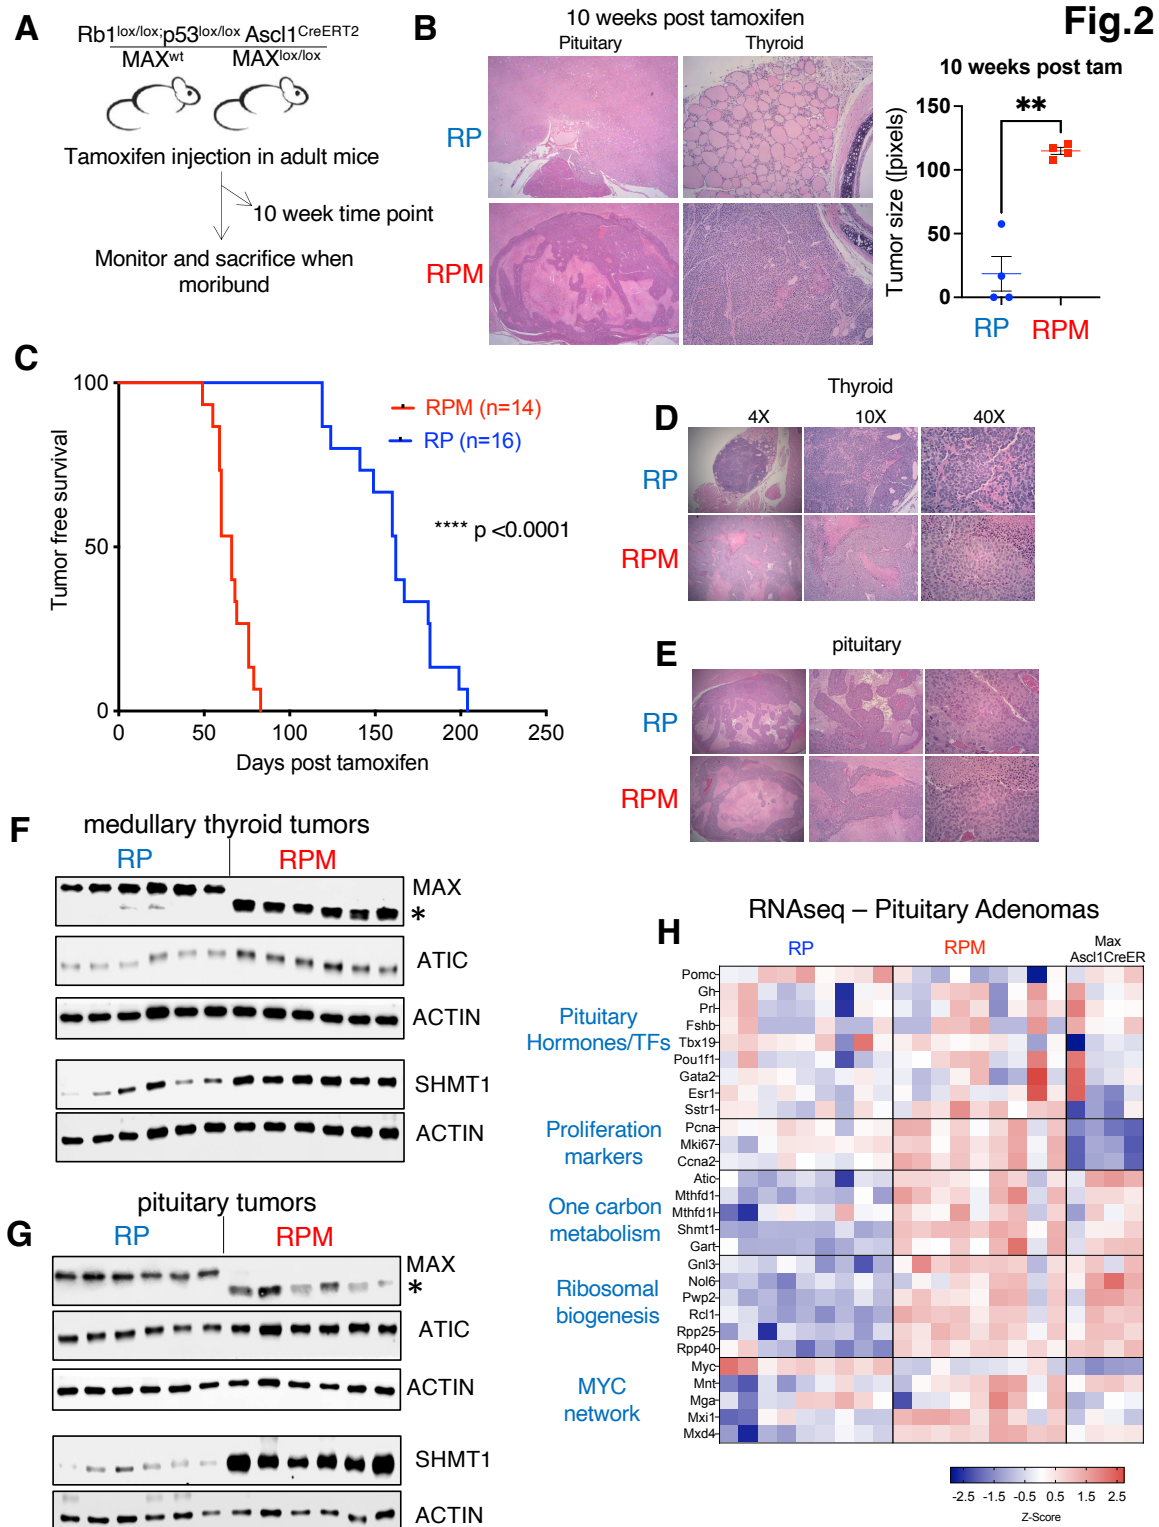 Fig.2
A
Rb1lox/lox;p53lox/lox Ascl1CreERT2
MAXwt MAXlox/lox
Tamoxifen injection in adult mice
10 week time point
Monitor and sacrifice when
moribund
B
10 weeks post tamoxifen
Pituitary Thyroid
RP
RPM
10 weeks post tam
**
Tumor size ([pixels)
150
100
50
0
RP RPM
C
Tumor free survival
100
50
0
RPM (n=14)
RP (n=16)
**** p <0.0001
0 50 100 150 200 250
Days post tamoxifen
D
Thyroid
4X 10X 40X
RP
RPM
E
pituitary
RP
RPM
F
medullary thyroid tumors
RP RPM
MAX
*
ATIC
ACTIN
SHMT1
ACTIN
G
pituitary tumors
RP RPM
MAX
*
ATIC
ACTIN
SHMT1
ACTIN
H
RNAseq – Pituitary Adenomas
RP RPM Max
Ascl1CreER
Pituitary
Hormones/TFs
Pomc
Gh
Prl
Fshb
Tbx19
Pou1f1
Gata2
Esr1
Sstr1
Proliferation
markers
Pcna
Mki67
Ccna2
One carbon
metabolism
Atic
Mthfd1
Mthfd1l
Shmt1
Gart
Ribosomal
biogenesis
Gnl3
Nol6
Pwp2
Rcl1
Rpp25
Rpp40
MYC
network
Myc
Mnt
Mga
Mxi1
Mxd4
-2.5 -1.5 -0.5 0.5 1.5 2.5
Z-Score